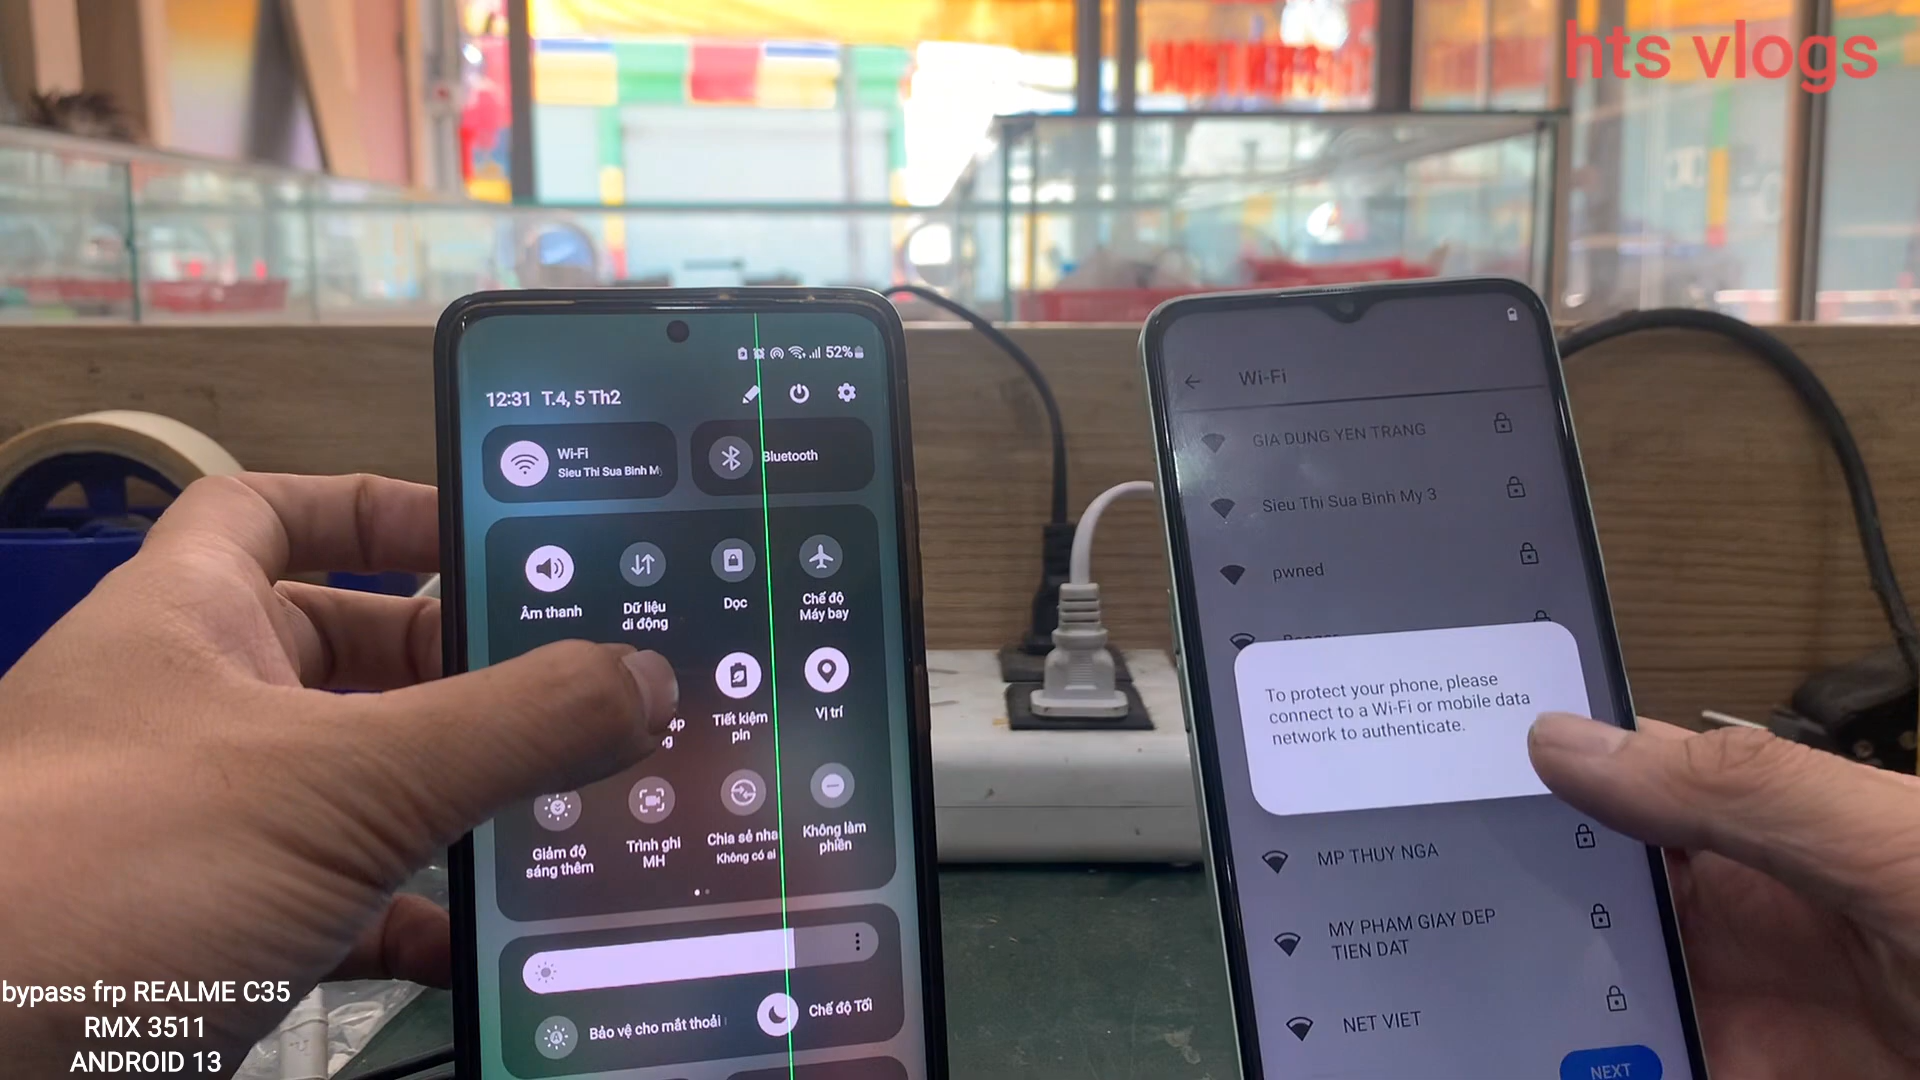 hts vlogs
52%
12:31 T.4, 5 Th2
Wi-Fi
Sieu Thi Sua Binh M
Bluetooth
Âm thanh
Dữ liệu
di động
Dọc
Chế độ
Máy bay
Tiết kiệm
pin
Vị trí
Giảm độ
sáng thêm
Trình ghi
MH
Chia sẻ nha
Không có ai
Không làm
phiền
Bảo vệ cho mắt thoải
Chế độ Tối
Wi-Fi
GIA DUNG YEN TRANG
Sieu Thi Sua Binh My 3
pwned
To protect your phone, please
connect to a Wi-Fi or mobile data
network to authenticate.
MP THUY NGA
MY PHAM GIAY DEP
TIEN DAT
NET VIET
NEXT
bypass frp REALME C35
RMX 3511
ANDROID 13